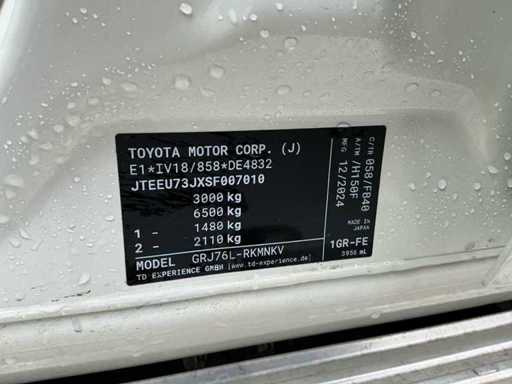 TOYOTA MOTOR CORP. (J)
E1*IV18/858*DE4832
JTEEU73JXSF007010
3000 kg
6500 kg
1 - 1480 kg
2 - 2110 kg
MODEL GRJ76L-RKMNKV
TD EXPERIENCE GMBH (www.td-experience.de)
C/TR 058/FB40
A/TM /H150F
MFG 12/2024
MADE IN
JAPAN
1GR-FE
3956 mL